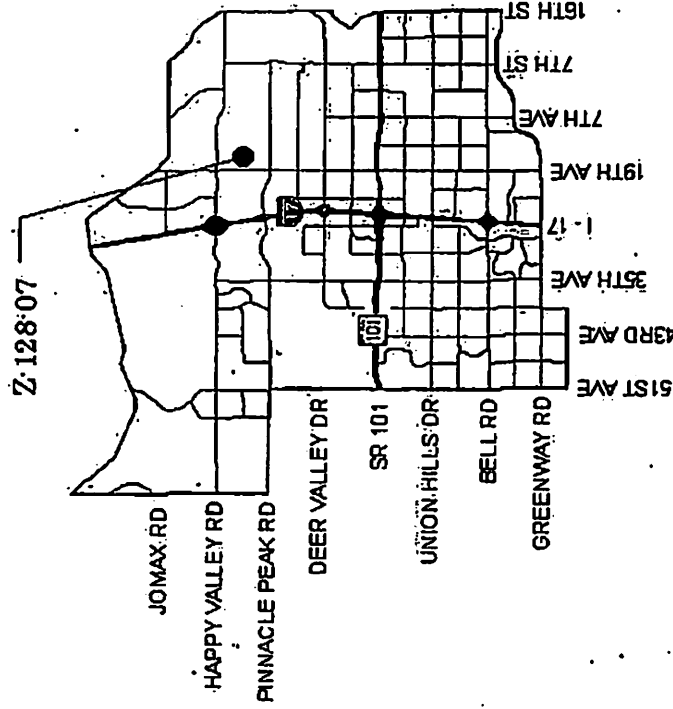 Z-128-07
16TH ST
7TH ST
7TH AVE
19TH AVE
I-17
35TH AVE
43RD AVE
51ST AVE
17
101
JOMAX RD
HAPPY VALLEY RD
PINNACLE PEAK RD
DEER VALLEY DR
SR 101
UNION HILLS DR
BELL RD
GREENWAY RD